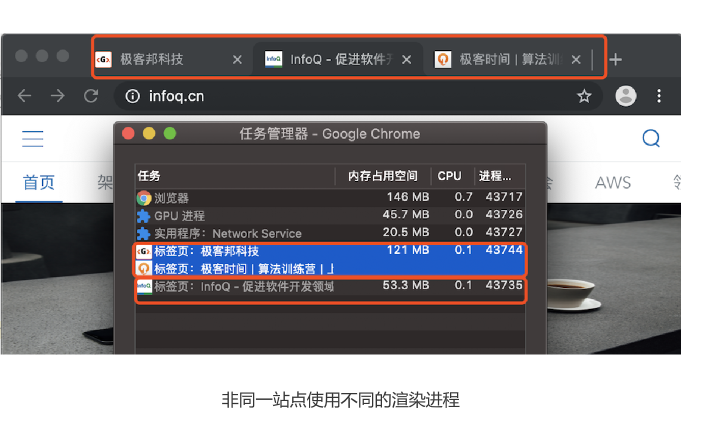 极客邦科技
InfoQ - 促进软件开
极客时间 | 算法训
infoq.cn
任务管理器 - Google Chrome
首页
架
AWS
任务 内存占用空间 CPU 进程...
浏览器 146 MB 0.7 43717
GPU 进程 45.7 MB 0.0 43726
实用程序：Network Service 20.5 MB 0.0 43727
标签页：极客邦科技 121 MB 0.1 43744
标签页：极客时间 | 算法训练营 |
标签页：InfoQ - 促进软件开发领域 53.3 MB 0.1 43735
非同一站点使用不同的渲染进程